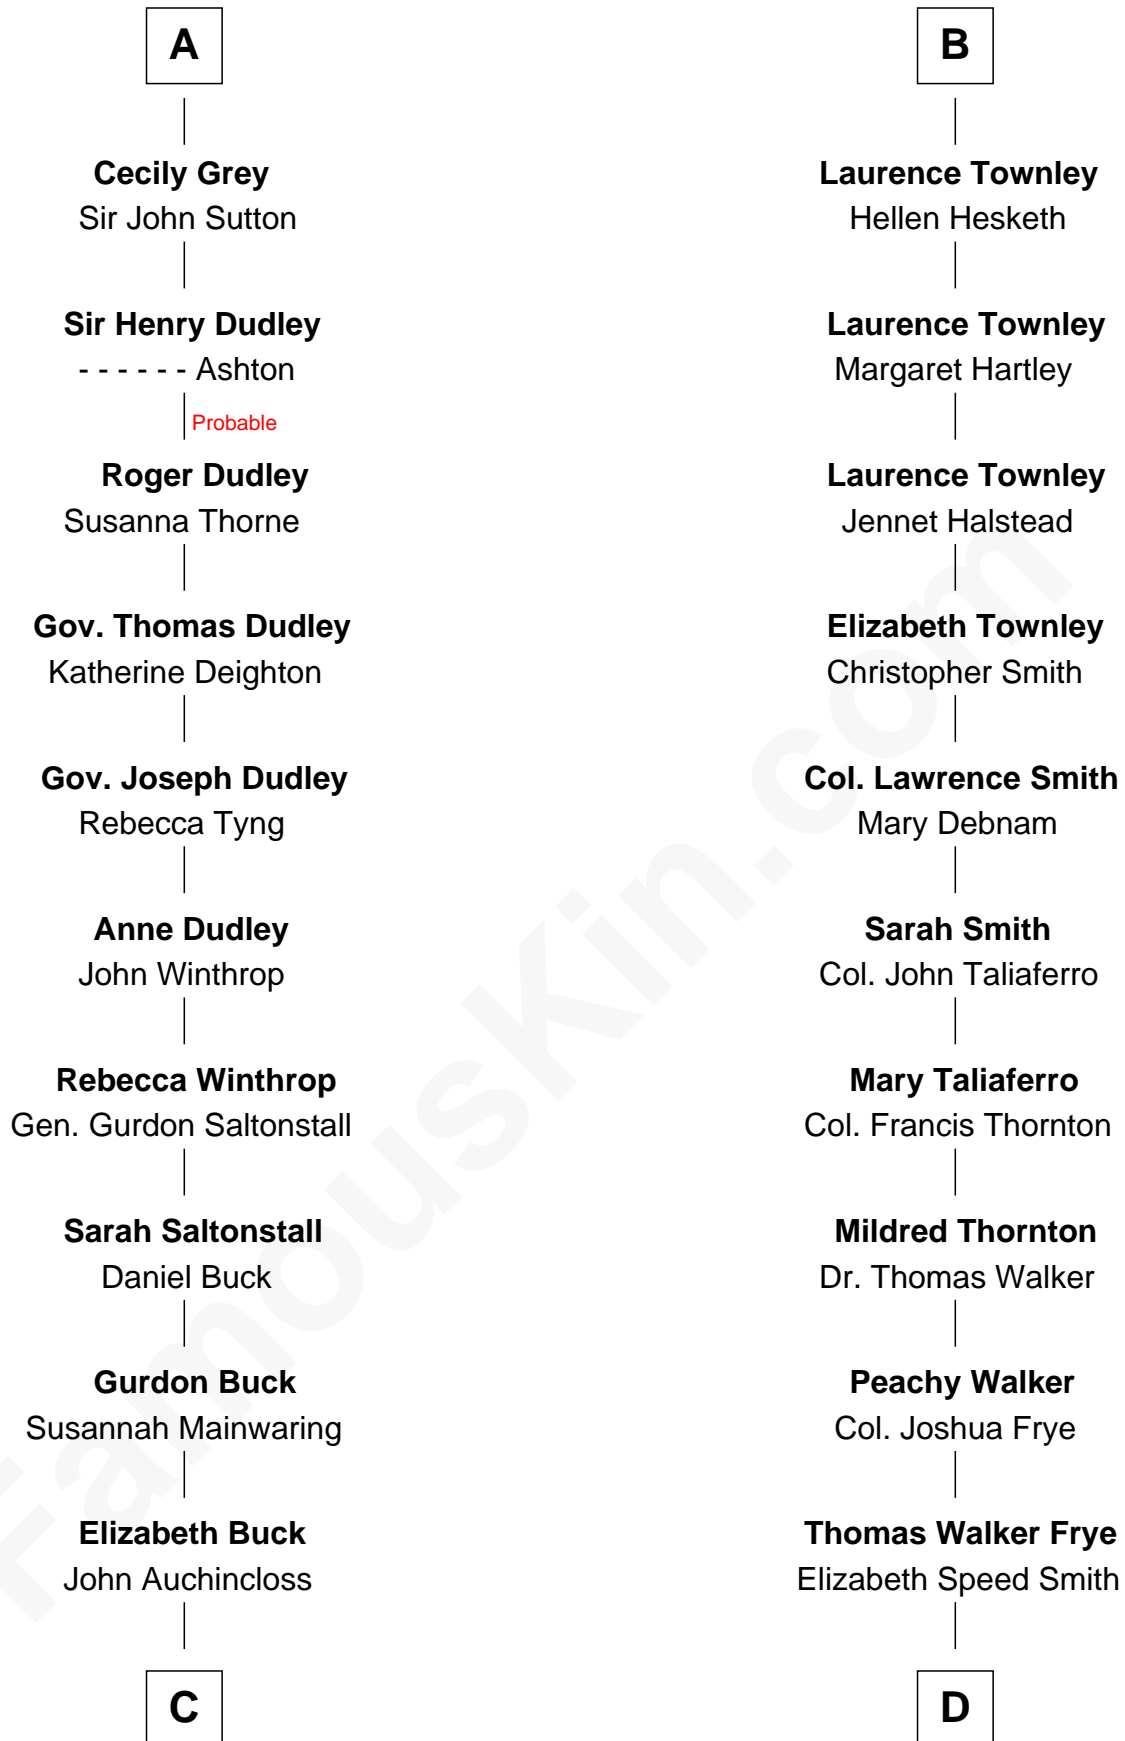 A
Cecily Grey
Sir John Sutton
Sir Henry Dudley
- - - - - - Ashton
Probable
Roger Dudley
Susanna Thorne
Gov. Thomas Dudley
Katherine Deighton
Gov. Joseph Dudley
Rebecca Tyng
Anne Dudley
John Winthrop
Rebecca Winthrop
Gen. Gurdon Saltonstall
Sarah Saltonstall
Daniel Buck
Gurdon Buck
Susannah Mainwaring
Elizabeth Buck
John Auchincloss
C
B
Laurence Townley
Hellen Hesketh
Laurence Townley
Margaret Hartley
Laurence Townley
Jennet Halstead
Elizabeth Townley
Christopher Smith
Col. Lawrence Smith
Mary Debnam
Sarah Smith
Col. John Taliaferro
Mary Taliaferro
Col. Francis Thornton
Mildred Thornton
Dr. Thomas Walker
Peachy Walker
Col. Joshua Frye
Thomas Walker Frye
Elizabeth Speed Smith
D
FamousKin.com